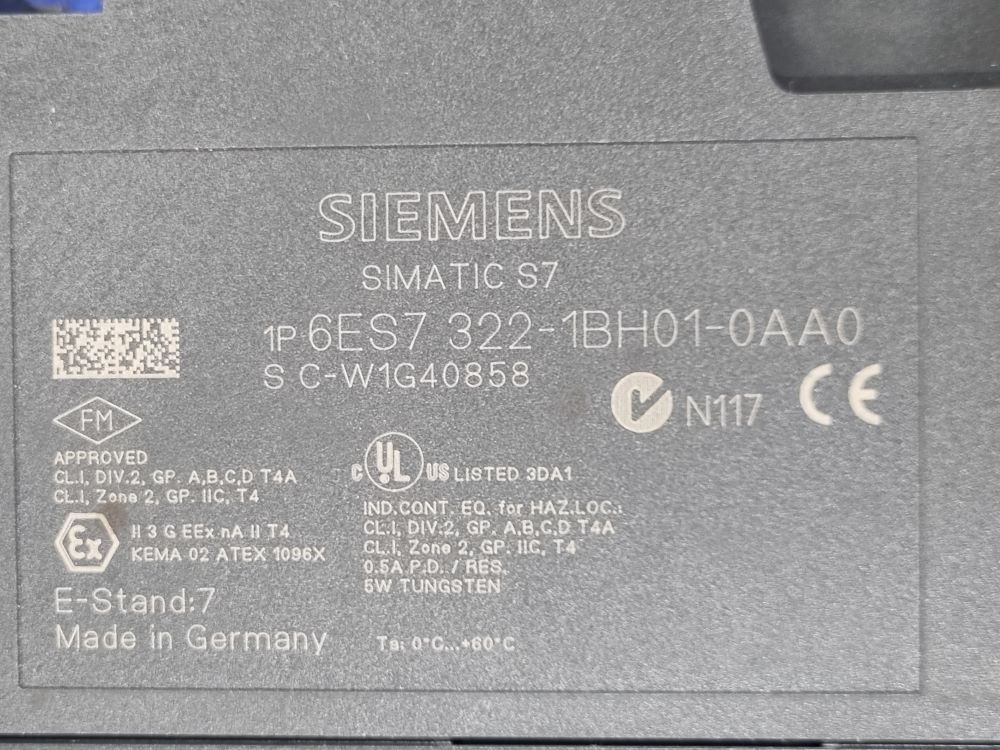 SIEMENS
SIMATIC S7
1P 6ES7 322-1BH01-0AA0
S C-W1G40858
N117 CE
FM
APPROVED
CL.I, DIV.2, GP. A,B,C,D T4A
CL.I, Zone 2, GP. IIC, T4
Ex
II 3 G EEx nA II T4
KEMA 02 ATEX 1096X
E-Stand:7
Made in Germany
C UL US LISTED 3DA1
IND.CONT. EQ. for HAZ.LOC.:
CL.I, DIV.2, GP. A,B,C,D T4A
CL.I, Zone 2, GP. IIC, T4
0.5A P.D. / RES.
5W TUNGSTEN
Ta: 0°C...+60°C